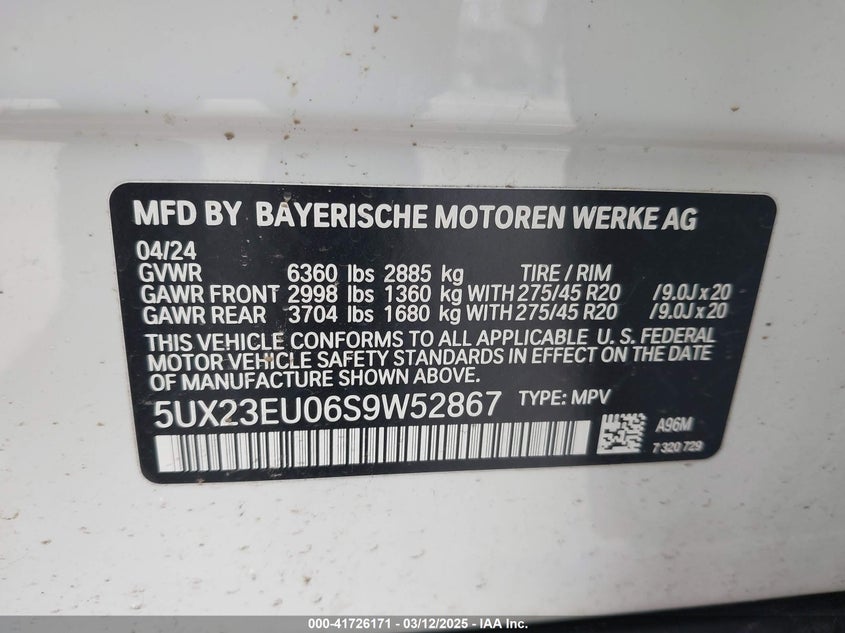 MFD BY BAYERISCHE MOTOREN WERKE AG
04/24
GVWR 6360 lbs 2885 kg TIRE / RIM
GAWR FRONT 2998 lbs 1360 kg WITH 275/45 R20 /9.0J x 20
GAWR REAR 3704 lbs 1680 kg WITH 275/45 R20 /9.0J x 20
THIS VEHICLE CONFORMS TO ALL APPLICABLE U. S. FEDERAL
MOTOR VEHICLE SAFETY STANDARDS IN EFFECT ON THE DATE
OF MANUFACTURE SHOWN ABOVE.
5UX23EU06S9W52867 TYPE: MPV
A96M
7 320 729
000-41726171 - 03/12/2025 - IAA Inc.